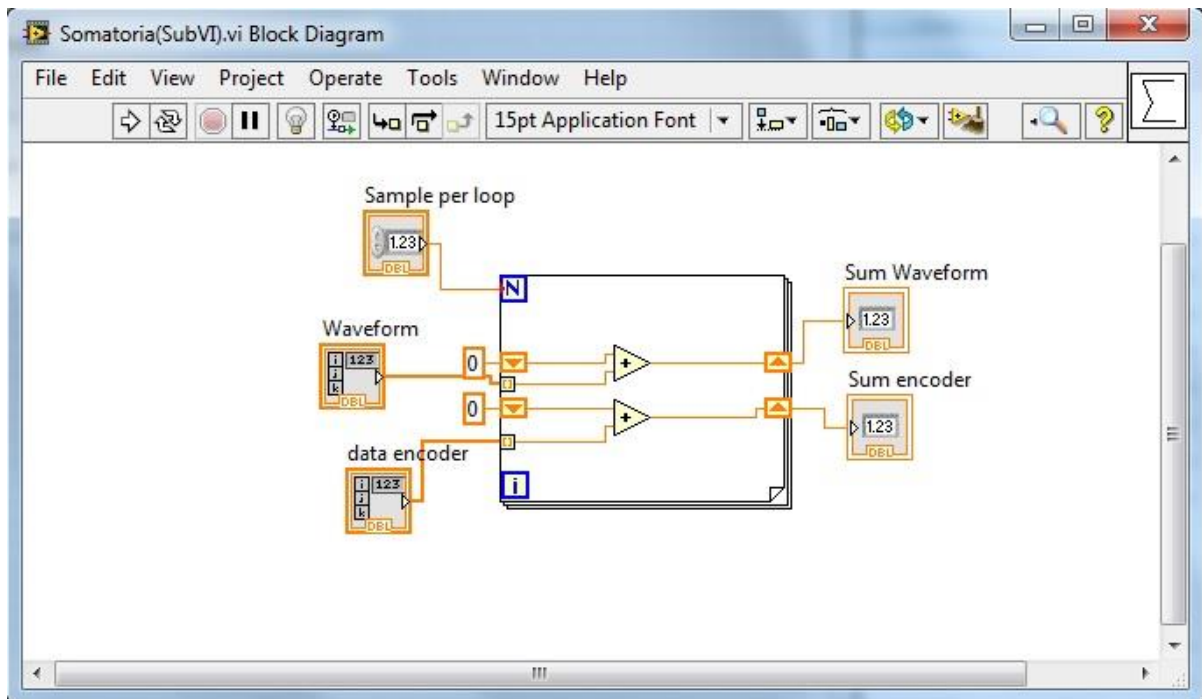 Somatoria(SubVI).vi Block Diagram
File Edit View Project Operate Tools Window Help
15pt Application Font
Sample per loop
1.23
DBL
N
Sum Waveform
1.23
DBL
Waveform
i 123
j
k
DBL
0
+
Sum encoder
1.23
DBL
0
+
data encoder
i 123
j
k
DBL
i